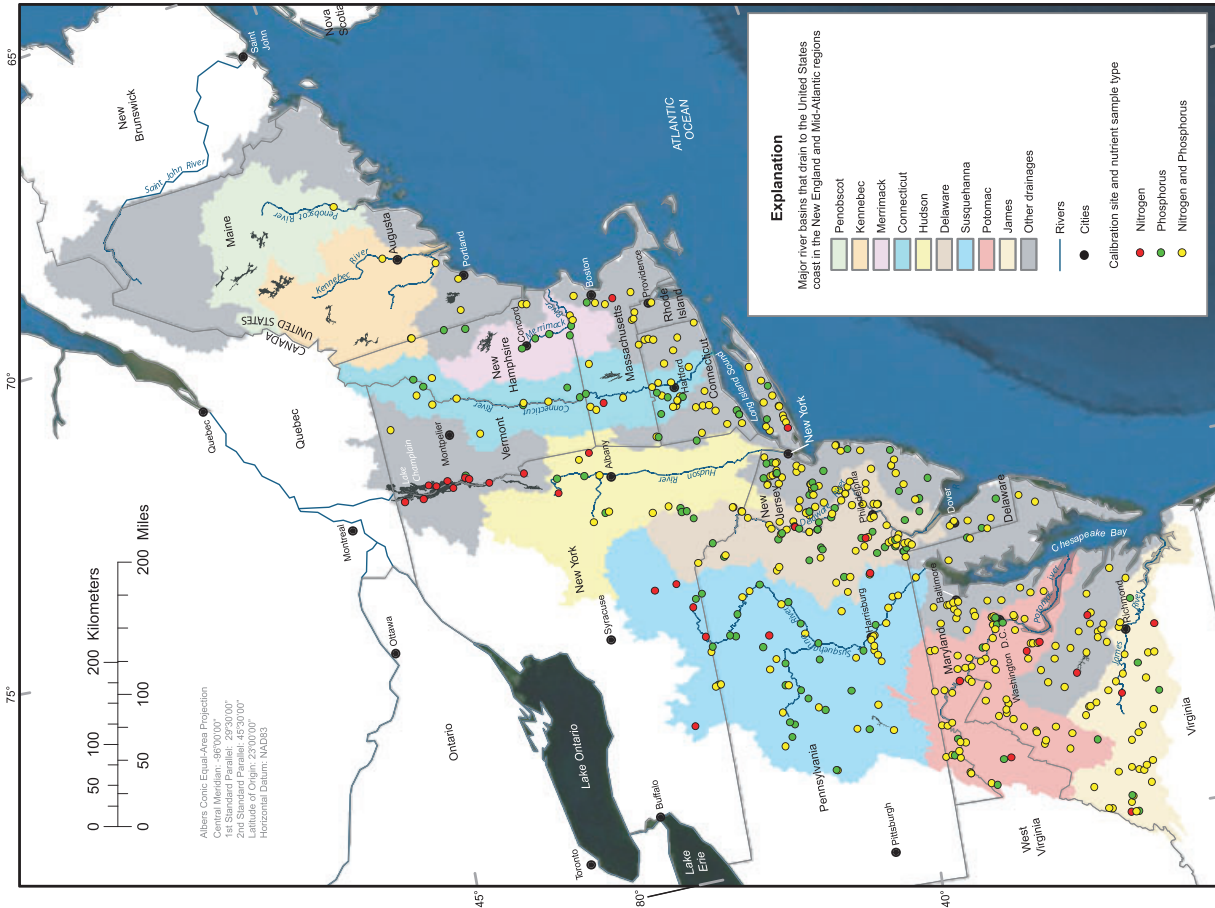 65°
70°
75°
80°
45°
40°
0 50 100 200 Kilometers
0 50 100 200 Miles
Albers Conic Equal-Area Projection
Central Meridian: -96°00'00"
1st Standard Parallel: 29°30'00"
2nd Standard Parallel: 45°30'00"
Latitude of Origin: 23°00'00"
Horizontal Datum: NAD83
Nova
Scotia
Saint
John
New
Brunswick
Saint John River
Maine
Penobscot River
Kennebec
River
Augusta
Portland
CANADA
UNITED STATES
Quebec
Quebec
Montreal
Ottawa
Ontario
Toronto
Lake Ontario
Lake
Erie
Buffalo
Syracuse
New York
Lake
Champlain
Montpelier
Vermont
New
Hamphsire
Concord
Merrimack
River
Connecticut
River
Boston
Massachusetts
Providence
Rhode
Island
Hartford
Connecticut
Long Island Sound
Albany
Hudson
River
New York
New
Jersey
Delaware
Philadelphia
Dover
Delaware
Pennsylvania
Susquehanna
River
Harrisburg
Pittsburgh
Maryland
Baltimore
Washington D.C.
Potomac
River
Chesapeake Bay
West
Virginia
Richmond
James
River
Virginia
ATLANTIC
OCEAN
Explanation
Major river basins that drain to the United States
coast in the New England and Mid-Atlantic regions
Penobscot
Kennebec
Merrimack
Connecticut
Hudson
Delaware
Susquehanna
Potomac
James
Other drainages
Rivers
Cities
Calibration site and nutrient sample type
Nitrogen
Phosphorus
Nitrogen and Phosphorus